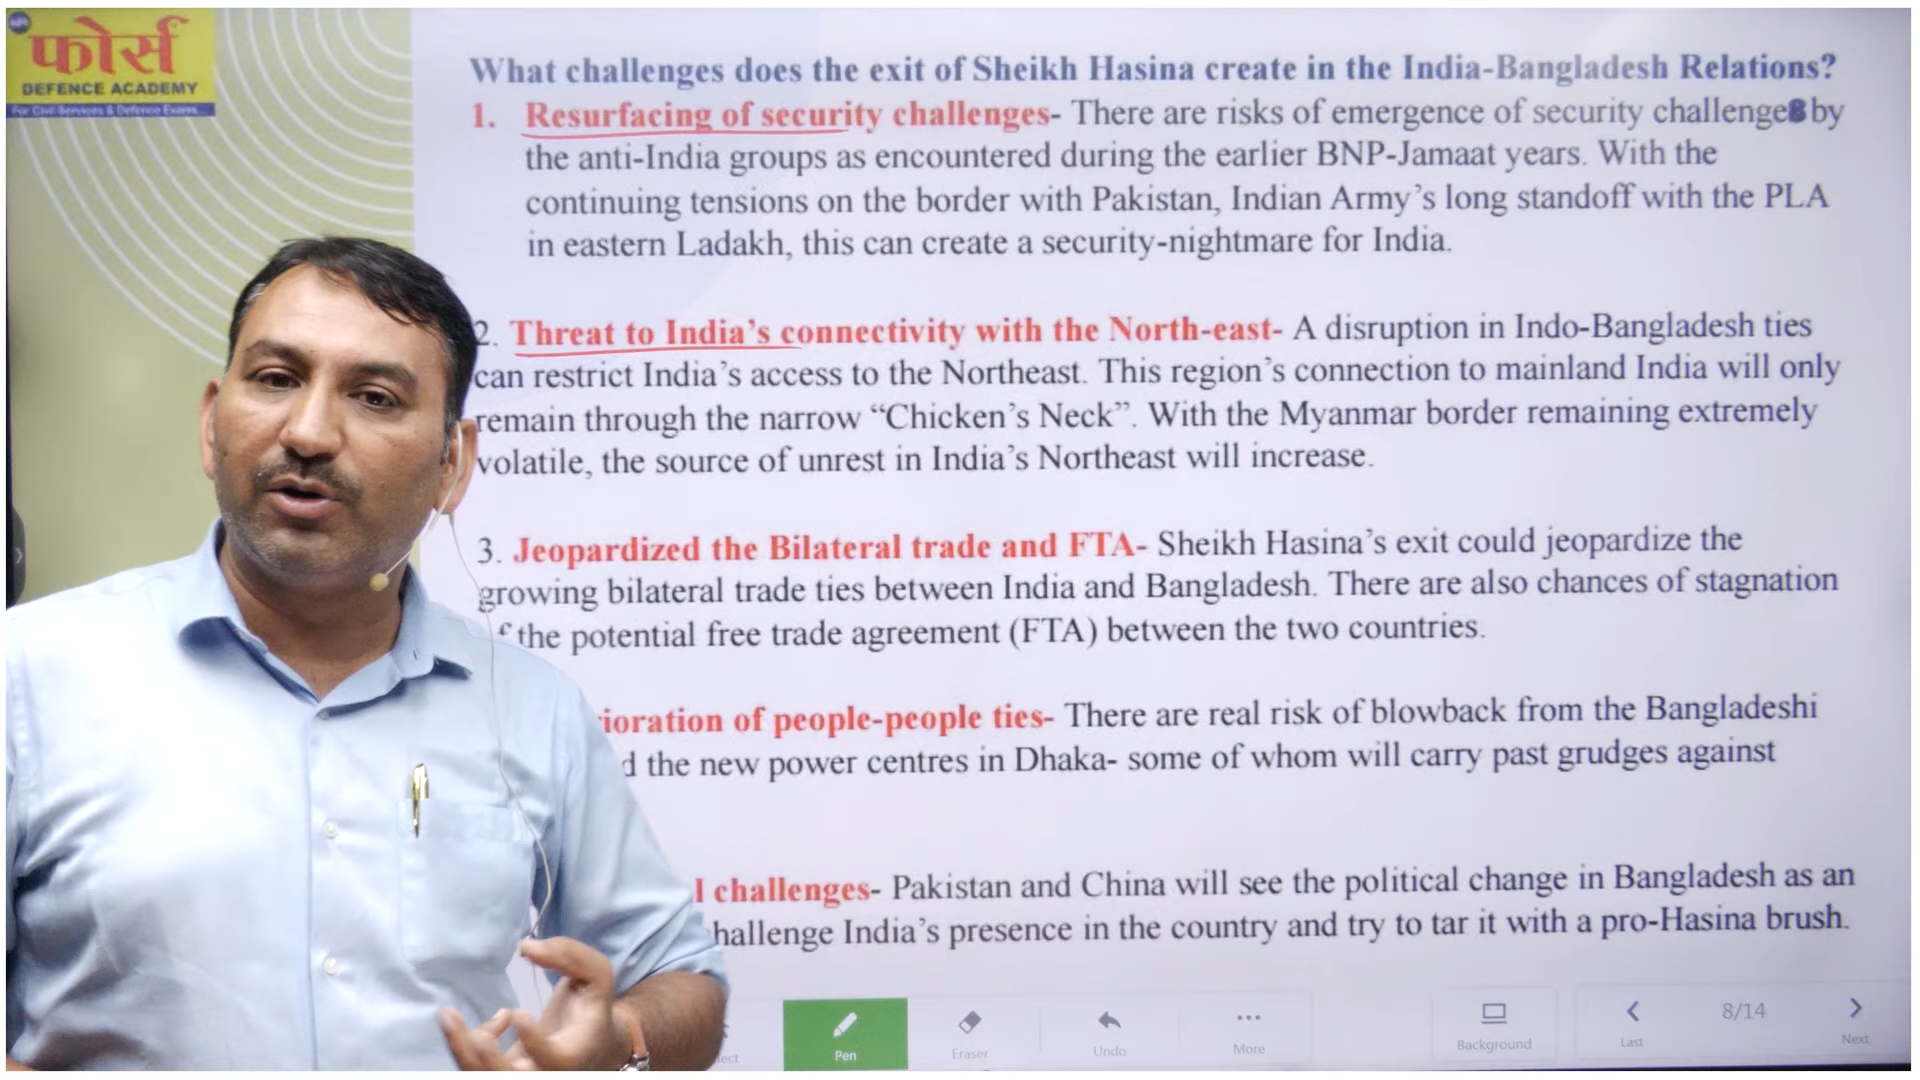 फोर्स
DEFENCE ACADEMY
For Civil Services & Defence Exams
What challenges does the exit of Sheikh Hasina create in the India-Bangladesh Relations?
1. Resurfacing of security challenges- There are risks of emergence of security challenges by
the anti-India groups as encountered during the earlier BNP-Jamaat years. With the
continuing tensions on the border with Pakistan, Indian Army’s long standoff with the PLA
in eastern Ladakh, this can create a security-nightmare for India.
2. Threat to India’s connectivity with the North-east- A disruption in Indo-Bangladesh ties
can restrict India’s access to the Northeast. This region’s connection to mainland India will only
remain through the narrow “Chicken’s Neck”. With the Myanmar border remaining extremely
volatile, the source of unrest in India’s Northeast will increase.
3. Jeopardized the Bilateral trade and FTA- Sheikh Hasina’s exit could jeopardize the
growing bilateral trade ties between India and Bangladesh. There are also chances of stagnation
the potential free trade agreement (FTA) between the two countries.
ioration of people-people ties- There are real risk of blowback from the Bangladeshi
d the new power centres in Dhaka- some of whom will carry past grudges against
l challenges- Pakistan and China will see the political change in Bangladesh as an
hallenge India’s presence in the country and try to tar it with a pro-Hasina brush.
ect Pen Eraser Undo More Background Last 8/14 Next